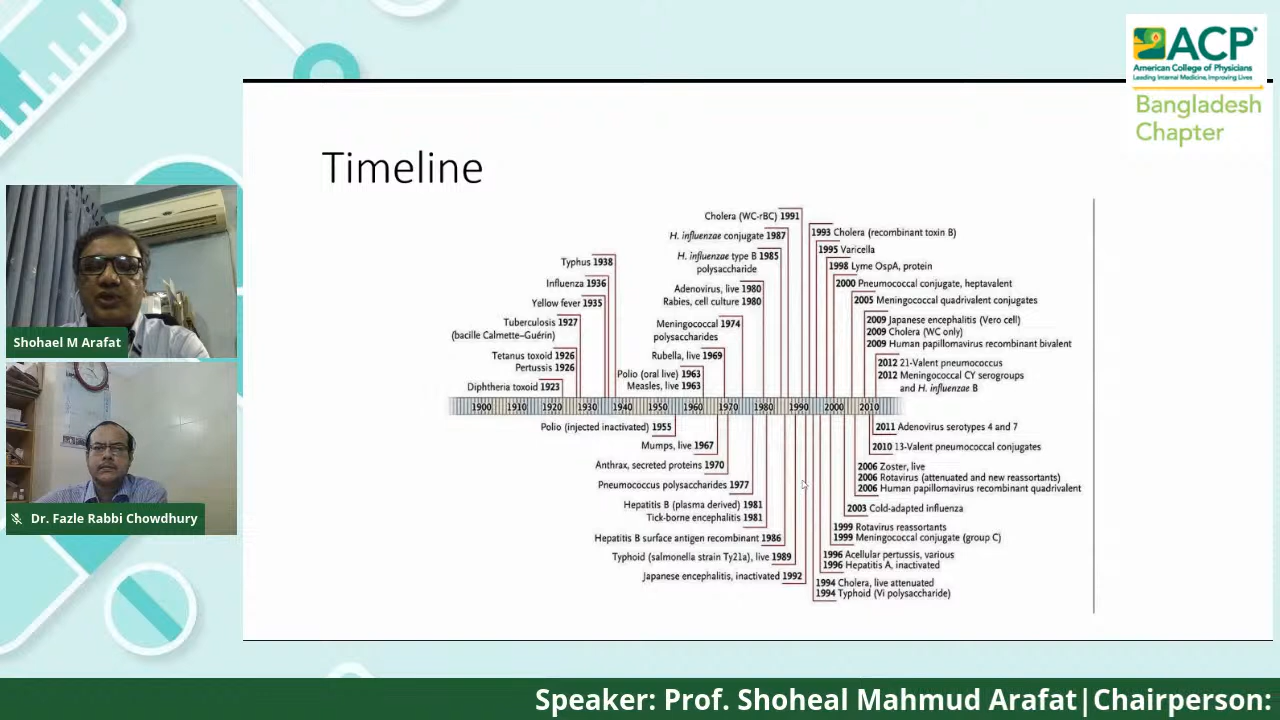 ACP
American College of Physicians
Leading Internal Medicine, Improving Lives
Bangladesh
Chapter
Timeline
Cholera (WC-rBC) 1991
H. influenzae conjugate 1987
H. influenzae type B 1985
polysaccharide
Typhus 1938
Influenza 1936
Yellow fever 1935
Adenovirus, live 1980
Rabies, cell culture 1980
Tuberculosis 1927
(bacille Calmette–Guérin)
Meningococcal 1974
polysaccharides
Tetanus toxoid 1926
Pertussis 1926
Rubella, live 1969
Polio (oral live) 1963
Measles, live 1963
Diphtheria toxoid 1923
1993 Cholera (recombinant toxin B)
1995 Varicella
1998 Lyme OspA, protein
2000 Pneumococcal conjugate, heptavalent
2005 Meningococcal quadrivalent conjugates
2009 Japanese encephalitis (Vero cell)
2009 Cholera (WC only)
2009 Human papillomavirus recombinant bivalent
2012 21-Valent pneumococcus
2012 Meningococcal CY serogroups
and H. influenzae B
1900 1910 1920 1930 1940 1950 1960 1970 1980 1990 2000 2010
Polio (injected inactivated) 1955
Mumps, live 1967
Anthrax, secreted proteins 1970
Pneumococcus polysaccharides 1977
Hepatitis B (plasma derived) 1981
Tick-borne encephalitis 1981
Hepatitis B surface antigen recombinant 1986
Typhoid (salmonella strain Ty21a), live 1989
Japanese encephalitis, inactivated 1992
2011 Adenovirus serotypes 4 and 7
2010 13-Valent pneumococcal conjugates
2006 Zoster, live
2006 Rotavirus (attenuated and new reassortants)
2006 Human papillomavirus recombinant quadrivalent
2003 Cold-adapted influenza
1999 Rotavirus reassortants
1999 Meningococcal conjugate (group C)
1996 Acellular pertussis, various
1996 Hepatitis A, inactivated
1994 Cholera, live attenuated
1994 Typhoid (Vi polysaccharide)
Shohael M Arafat
Dr. Fazle Rabbi Chowdhury
Speaker: Prof. Shoheal Mahmud Arafat|Chairperson: